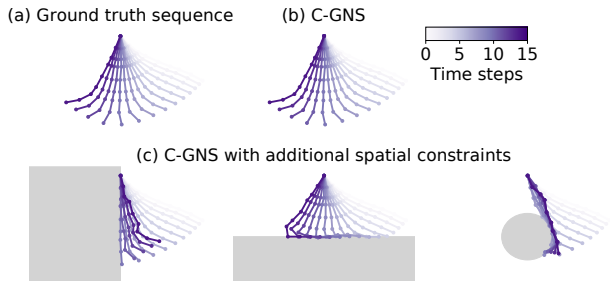 (a) Ground truth sequence
(b) C-GNS
0 5 10 15
Time steps
(c) C-GNS with additional spatial constraints